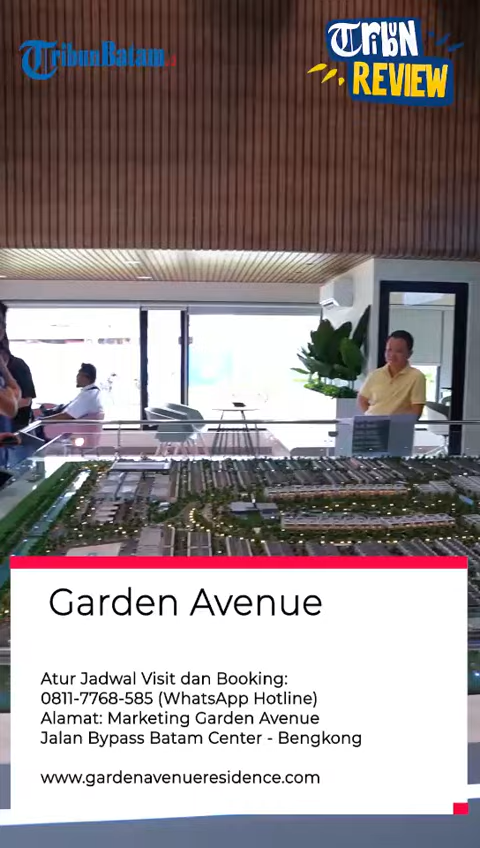 TribunBatam.id
TRIBUN
REVIEW
Garden Avenue
Atur Jadwal Visit dan Booking:
0811-7768-585 (WhatsApp Hotline)
Alamat: Marketing Garden Avenue
Jalan Bypass Batam Center - Bengkong
www.gardenavenueresidence.com